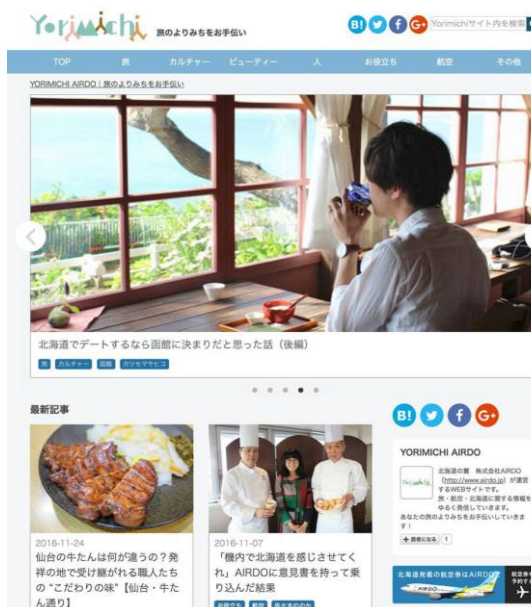 Yorimichi 旅のよりみちをお手伝い
B! Yorimichiサイト内を検索
TOP 旅 カルチャー ビューティー 人 お役立ち 航空 その他
YORIMICHI AIRDO | 旅のよりみちをお手伝い
北海道でデートするなら函館に決まりだと思った話（後編）
旅 カルチャー 函館 カツセマサヒコ
最新記事
2016-11-24
仙台の牛たんは何が違うの？発
祥の地で受け継がれる職人たち
の “こだわりの味”【仙台・牛た
ん通り】
2016-11-07
「機内で北海道を感じさせてく
れ」AIRDOに意見書を持って乗
り込んだ結果
お役立ち 航空 佐々木ののか
B! G+
YORIMICHI AIRDO
Yorimichi
北海道の翼 株式会社AIRDO
（http://www.airdo.jp）が運営
するWEBサイトです。
旅・航空・北海道に関する情報を
ゆるく発信していきます。
あなたの旅のよりみちをお手伝いしていきま
す！
+ 読者になる 1
北海道発着の航空券はAIRDOで